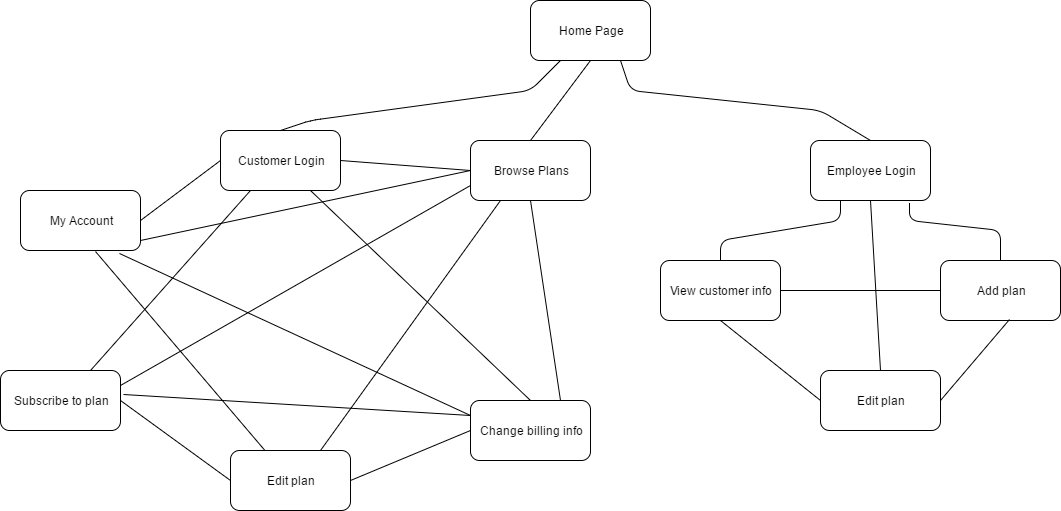 Home Page
Customer Login
Browse Plans
Employee Login
My Account
View customer info
Add plan
Subscribe to plan
Edit plan
Change billing info
Edit plan